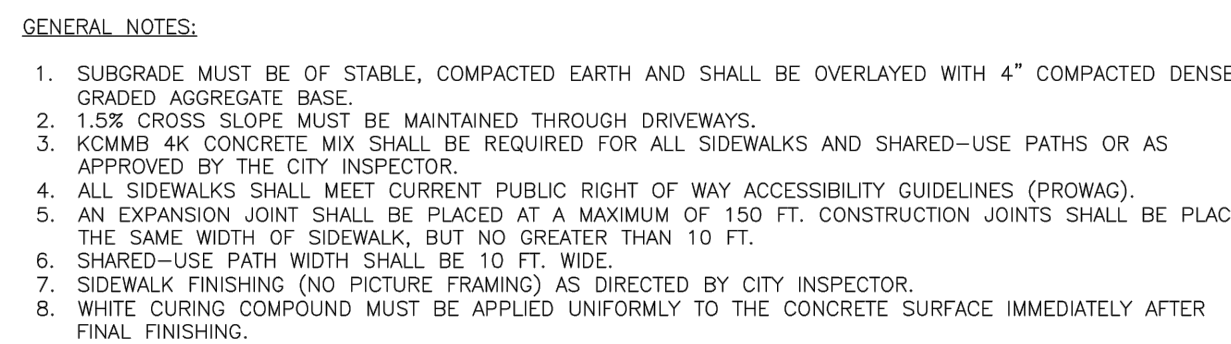 GENERAL NOTES:
1. SUBGRADE MUST BE OF STABLE, COMPACTED EARTH AND SHALL BE OVERLAYED WITH 4" COMPACTED DENSE
GRADED AGGREGATE BASE.
2. 1.5% CROSS SLOPE MUST BE MAINTAINED THROUGH DRIVEWAYS.
3. KCMMB 4K CONCRETE MIX SHALL BE REQUIRED FOR ALL SIDEWALKS AND SHARED-USE PATHS OR AS
APPROVED BY THE CITY INSPECTOR.
4. ALL SIDEWALKS SHALL MEET CURRENT PUBLIC RIGHT OF WAY ACCESSIBILITY GUIDELINES (PROWAG).
5. AN EXPANSION JOINT SHALL BE PLACED AT A MAXIMUM OF 150 FT. CONSTRUCTION JOINTS SHALL BE PLAC
THE SAME WIDTH OF SIDEWALK, BUT NO GREATER THAN 10 FT.
6. SHARED-USE PATH WIDTH SHALL BE 10 FT. WIDE.
7. SIDEWALK FINISHING (NO PICTURE FRAMING) AS DIRECTED BY CITY INSPECTOR.
8. WHITE CURING COMPOUND MUST BE APPLIED UNIFORMLY TO THE CONCRETE SURFACE IMMEDIATELY AFTER
FINAL FINISHING.